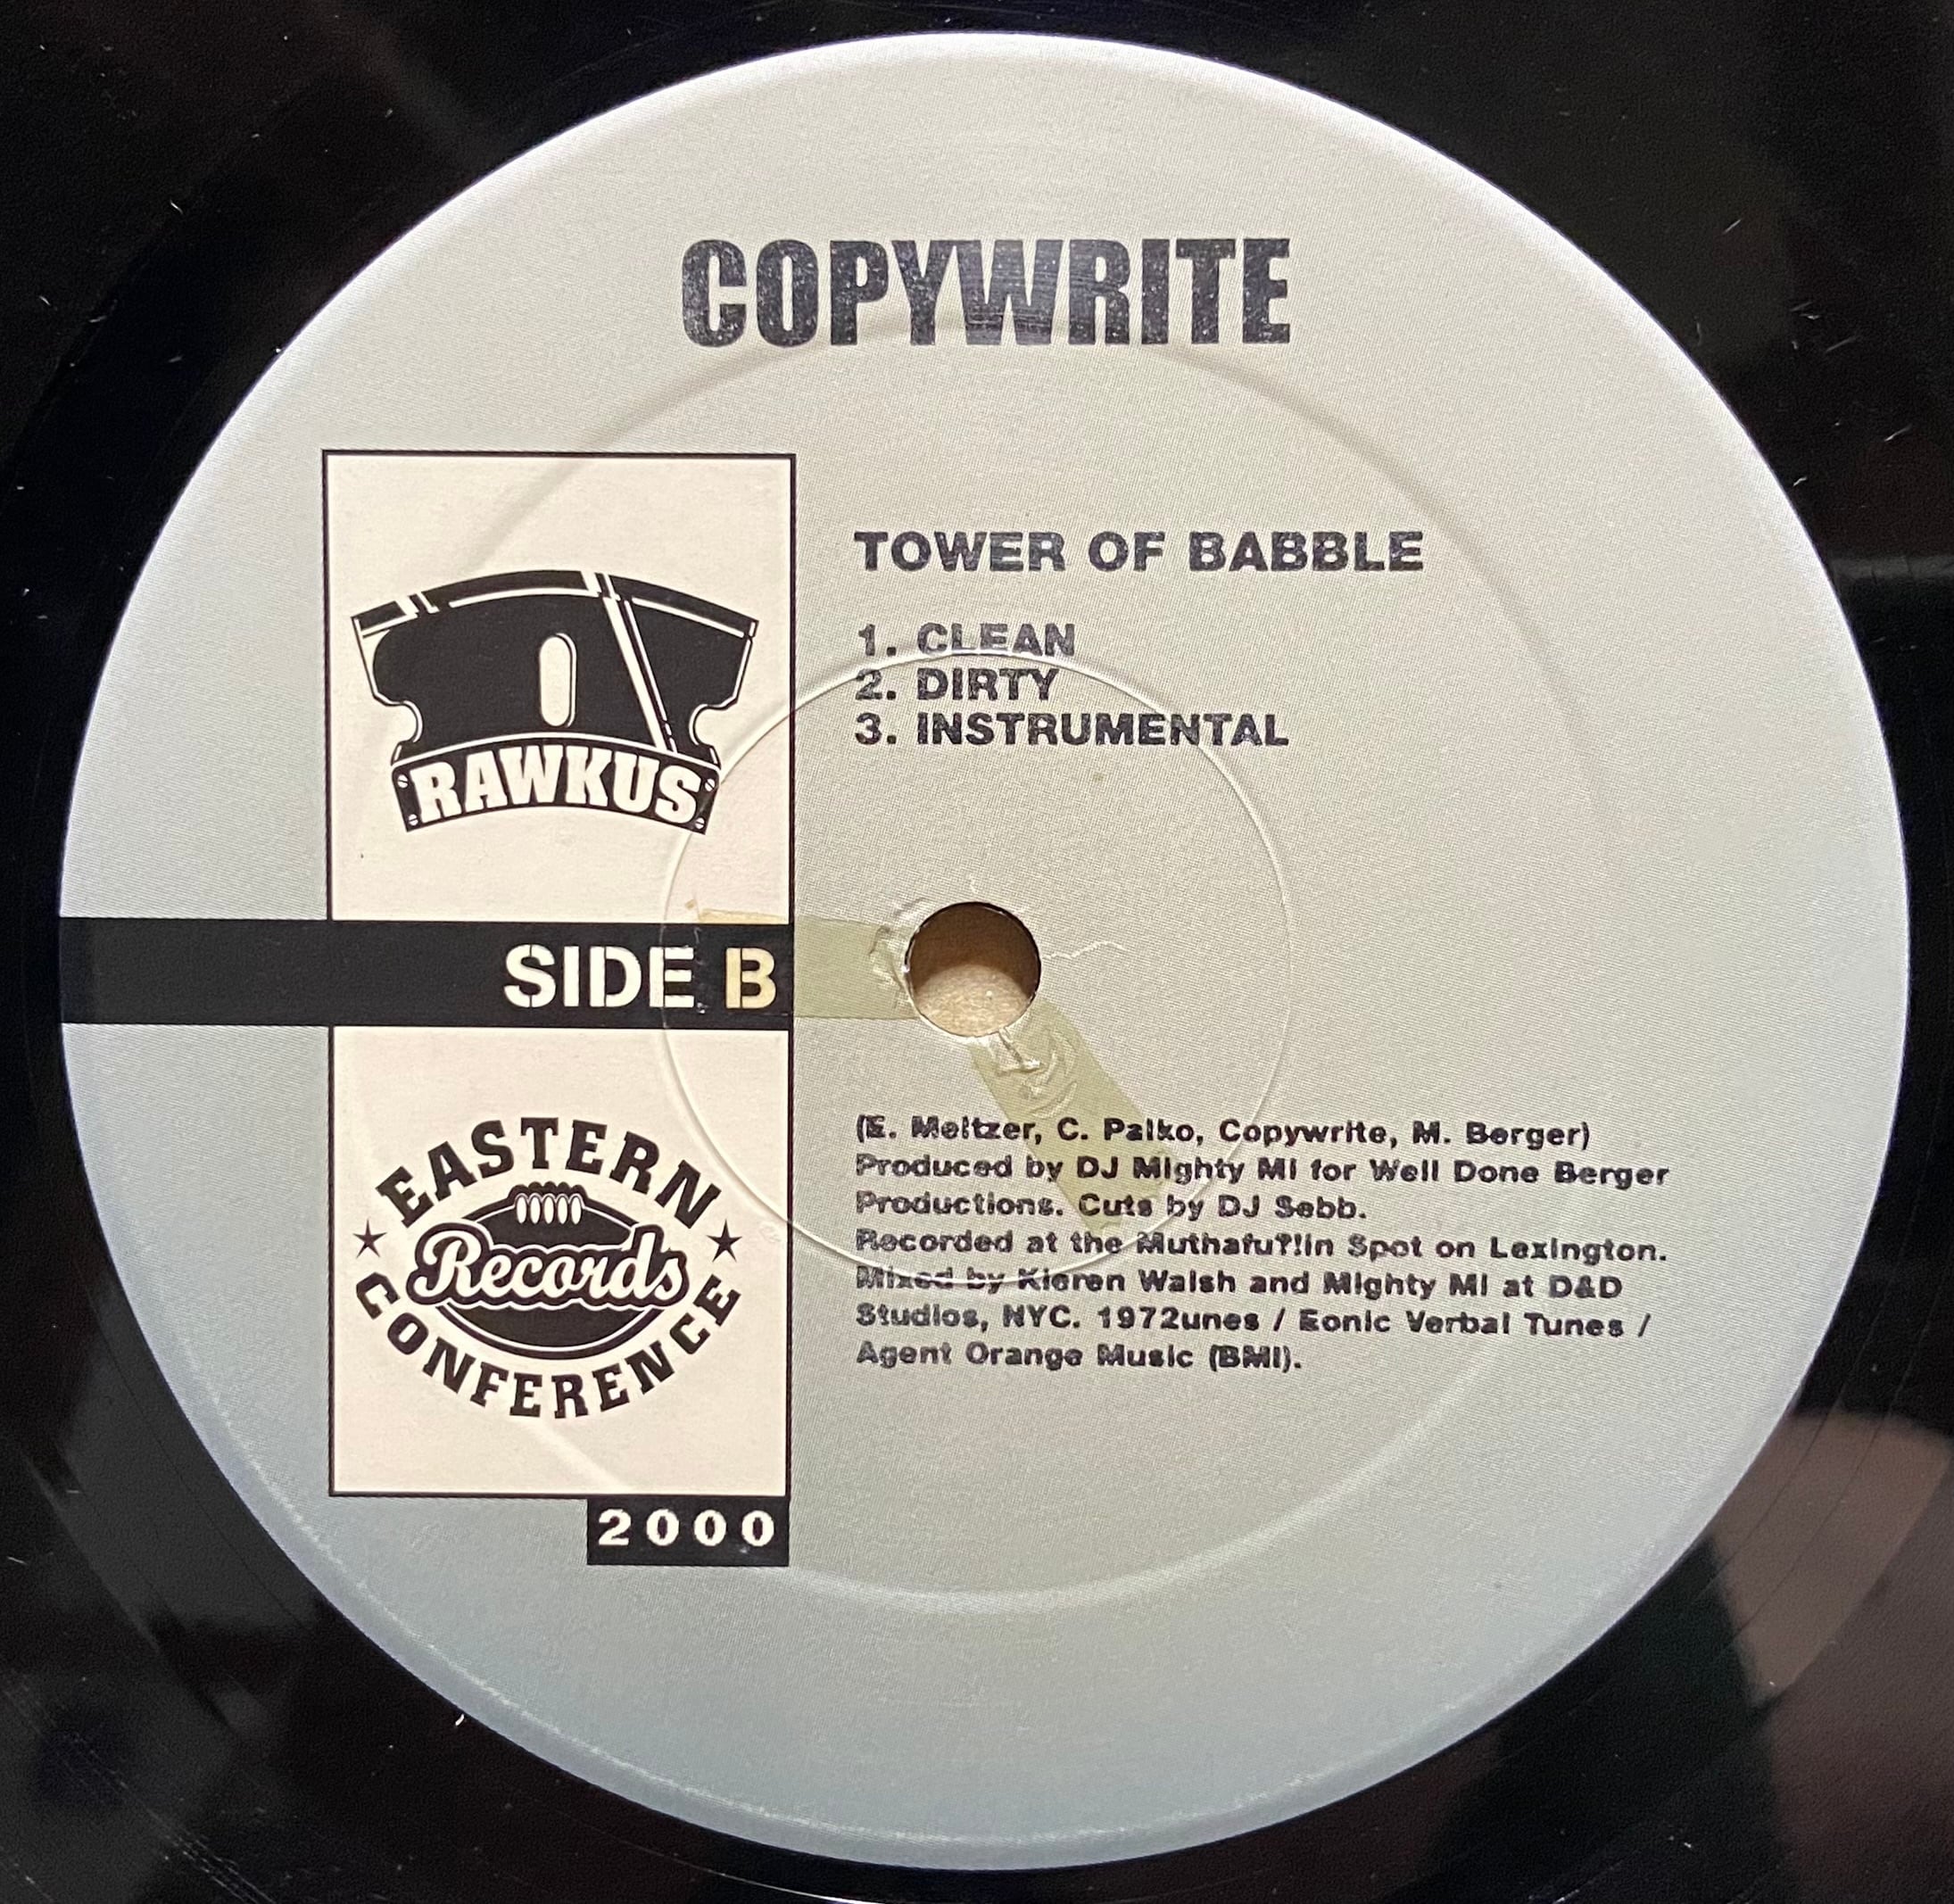 COPYWRITE
TOWER OF BABBLE
1. CLEAN
2. DIRTY
3. INSTRUMENTAL
RAWKUS
SIDE B
EASTERN
Records
CONFERENCE
2000
(E. Meltzer, C. Palko, Copywrite, M. Berger)
Produced by DJ Mighty Mi for Well Done Berger
Productions. Cuts by DJ Sebb.
Recorded at the Muthafu?!in Spot on Lexington.
Mixed by Kieren Walsh and Mighty Mi at D&D
Studios, NYC. 1972unes / Eonic Verbal Tunes /
Agent Orange Music (BMI).